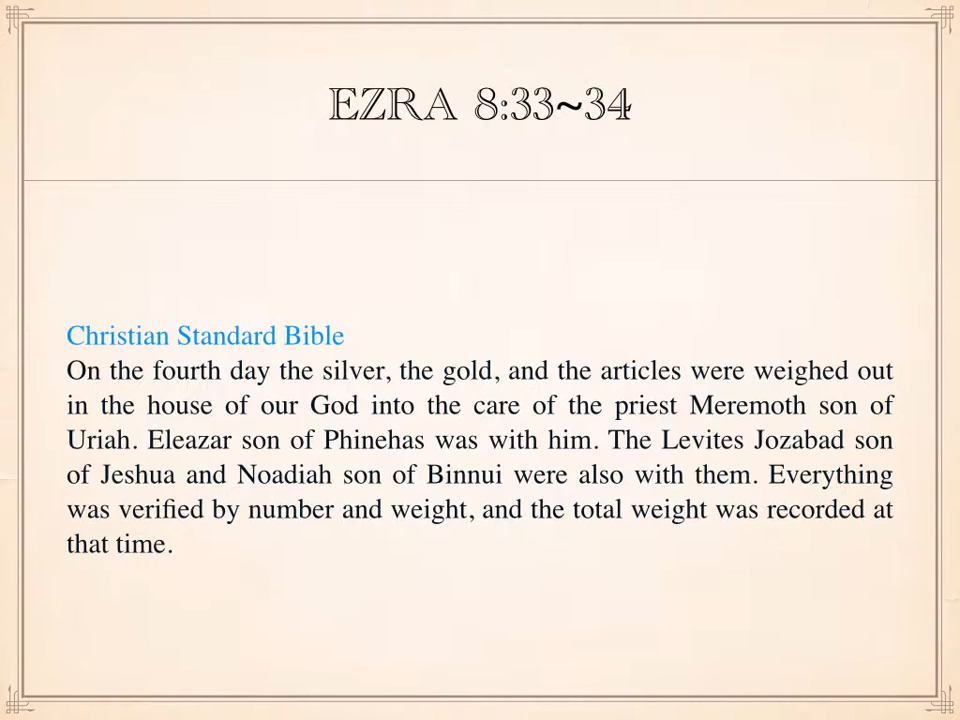 EZRA 8:33~34
Christian Standard Bible
On the fourth day the silver, the gold, and the articles were weighed out
in the house of our God into the care of the priest Meremoth son of
Uriah. Eleazar son of Phinehas was with him. The Levites Jozabad son
of Jeshua and Noadiah son of Binnui were also with them. Everything
was verified by number and weight, and the total weight was recorded at
that time.